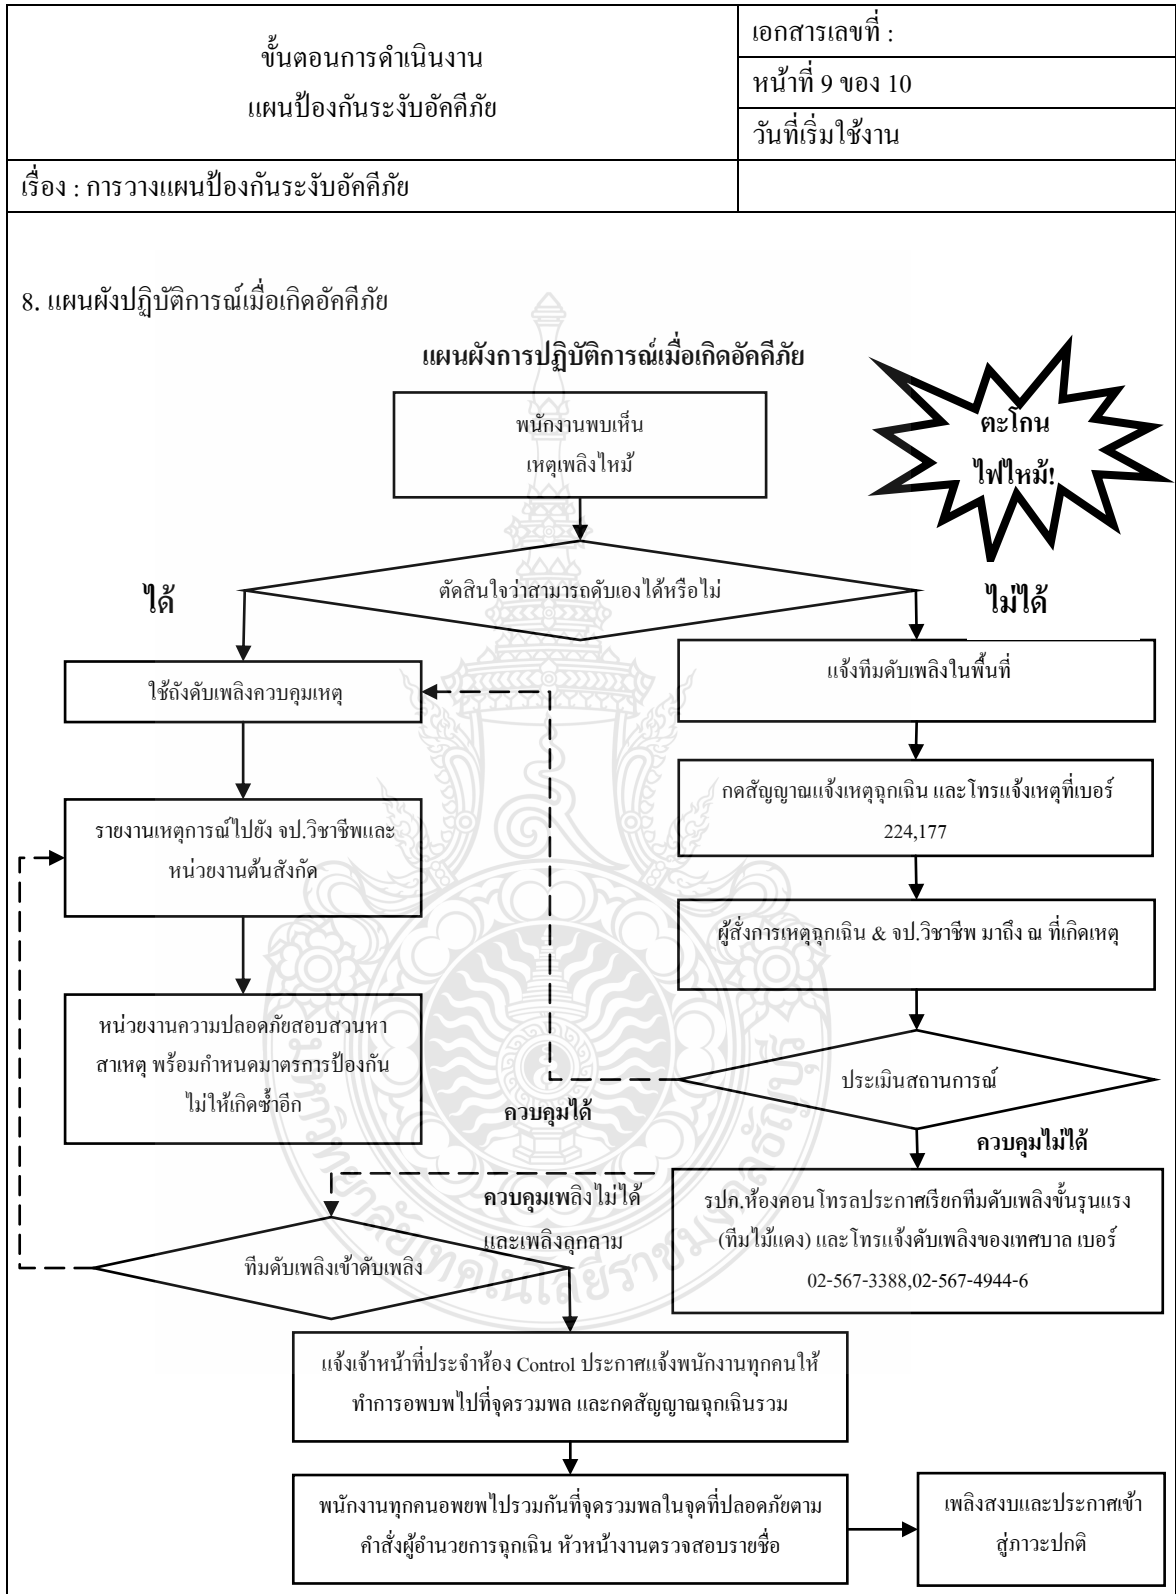 ขั้นตอนการดำเนินงาน
แผนป้องกันระงับอัคคีภัย
เอกสารเลขที่ :
หน้าที่ 9 ของ 10
วันที่เริ่มใช้งาน
เรื่อง : การวางแผนป้องกันระงับอัคคีภัย
8. แผนผังปฏิบัติการณ์เมื่อเกิดอัคคีภัย
แผนผังการปฏิบัติการณ์เมื่อเกิดอัคคีภัย
พนักงานพบเห็น
เหตุเพลิงไหม้
ตะโกน
ไฟไหม้!
ตัดสินใจว่าสามารถดับเองได้หรือไม่
ได้
ไม่ได้
ใช้ถังดับเพลิงควบคุมเหตุ
แจ้งทีมดับเพลิงในพื้นที่
กดสัญญาณแจ้งเหตุฉุกเฉิน และโทรแจ้งเหตุที่เบอร์
224,177
รายงานเหตุการณ์ไปยัง จป.วิชาชีพและ
หน่วยงานต้นสังกัด
ผู้สั่งการเหตุฉุกเฉิน & จป.วิชาชีพ มาถึง ณ ที่เกิดเหตุ
หน่วยงานความปลอดภัยสอบสวนหา
สาเหตุ พร้อมกำหนดมาตรการป้องกัน
ไม่ให้เกิดซ้ำอีก
ประเมินสถานการณ์
ควบคุมได้
ควบคุมไม่ได้
รปภ.ห้องคอนโทรลประกาศเรียกทีมดับเพลิงขั้นรุนแรง
(ทีมไม้แดง) และโทรแจ้งดับเพลิงของเทศบาล เบอร์
02-567-3388,02-567-4944-6
ควบคุมเพลิงไม่ได้
และเพลิงลุกลาม
ทีมดับเพลิงเข้าดับเพลิง
แจ้งเจ้าหน้าที่ประจำห้อง Control ประกาศแจ้งพนักงานทุกคนให้
ทำการอพบพไปที่จุดรวมพล และกดสัญญาณฉุกเฉินรวม
พนักงานทุกคนอพยพไปรวมกันที่จุดรวมพลในจุดที่ปลอดภัยตาม
คำสั่งผู้อำนวยการฉุกเฉิน หัวหน้างานตรวจสอบรายชื่อ
เพลิงสงบและประกาศเข้า
สู่ภาวะปกติ
มหาวิทยาลัยเทคโนโลยีราชมงคลธัญบุรี